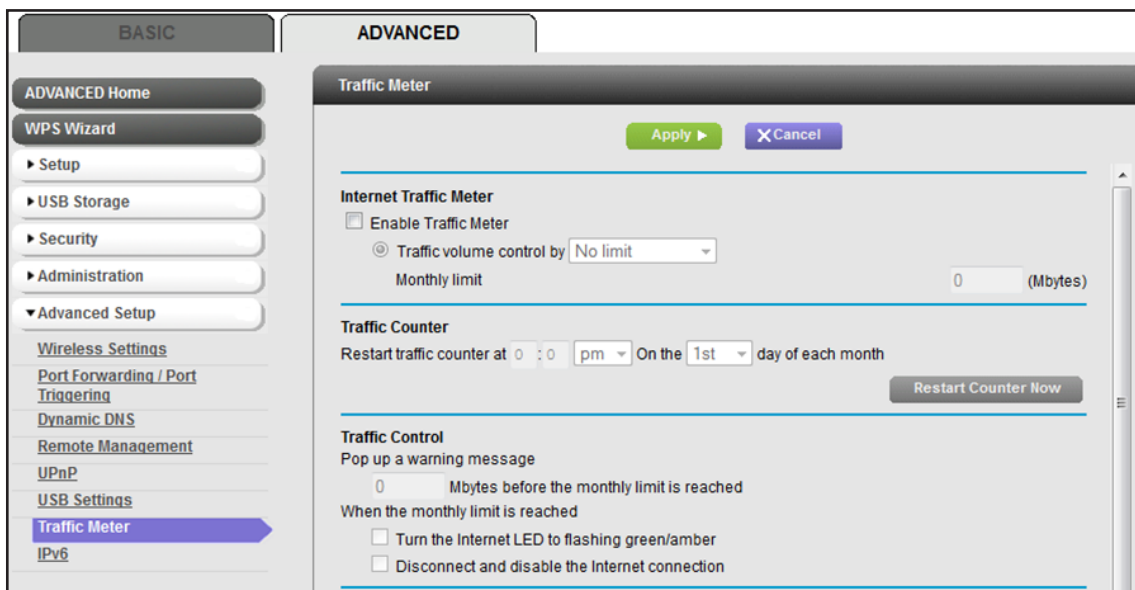 BASIC
ADVANCED
ADVANCED Home
WPS Wizard
Setup
USB Storage
Security
Administration
Advanced Setup
Wireless Settings
Port Forwarding / Port
Triggering
Dynamic DNS
Remote Management
UPnP
USB Settings
Traffic Meter
IPv6
Traffic Meter
Apply
Cancel
Internet Traffic Meter
Enable Traffic Meter
Traffic volume control by No limit
Monthly limit 0 (Mbytes)
Traffic Counter
Restart traffic counter at 0 : 0 pm On the 1st day of each month
Restart Counter Now
Traffic Control
Pop up a warning message
0 Mbytes before the monthly limit is reached
When the monthly limit is reached
Turn the Internet LED to flashing green/amber
Disconnect and disable the Internet connection